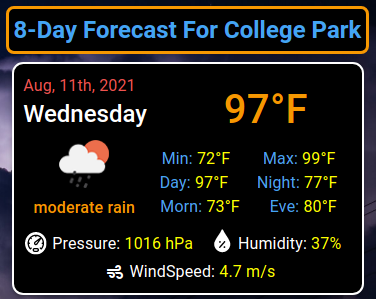 8-Day Forecast For College Park
Aug, 11th, 2021
Wednesday
97°F
moderate rain
Min: 72°F Max: 99°F
Day: 97°F Night: 77°F
Morn: 73°F Eve: 80°F
Pressure: 1016 hPa Humidity: 37%
WindSpeed: 4.7 m/s